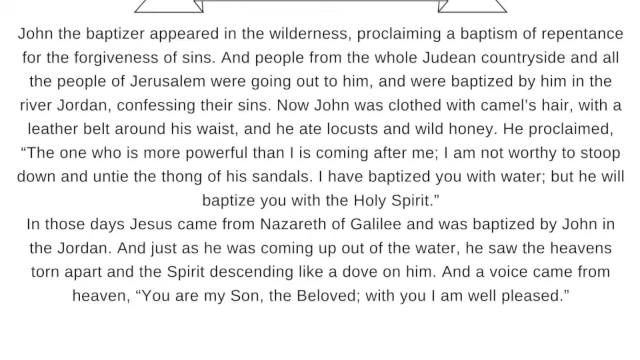 John the baptizer appeared in the wilderness, proclaiming a baptism of repentance
for the forgiveness of sins. And people from the whole Judean countryside and all
the people of Jerusalem were going out to him, and were baptized by him in the
river Jordan, confessing their sins. Now John was clothed with camel’s hair, with a
leather belt around his waist, and he ate locusts and wild honey. He proclaimed,
“The one who is more powerful than I is coming after me; I am not worthy to stoop
down and untie the thong of his sandals. I have baptized you with water; but he will
baptize you with the Holy Spirit.”
In those days Jesus came from Nazareth of Galilee and was baptized by John in
the Jordan. And just as he was coming up out of the water, he saw the heavens
torn apart and the Spirit descending like a dove on him. And a voice came from
heaven, “You are my Son, the Beloved; with you I am well pleased.”